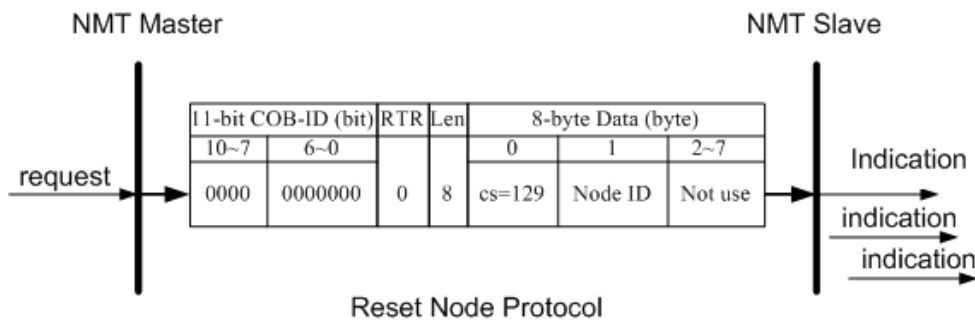 NMT Master
NMT Slave
11-bit COB-ID (bit) RTR Len 8-byte Data (byte)
10~7 6~0 0 1 2~7
request 0000 0000000 0 8 cs=129 Node ID Not use
Indication
indication
indication
Reset Node Protocol